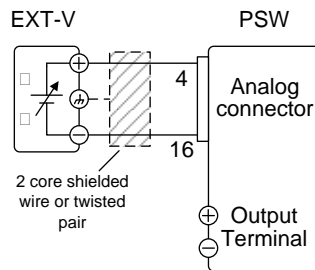 EXT-V
PSW
4
Analog
connector
16
2 core shielded
wire or twisted
pair
Output
Terminal